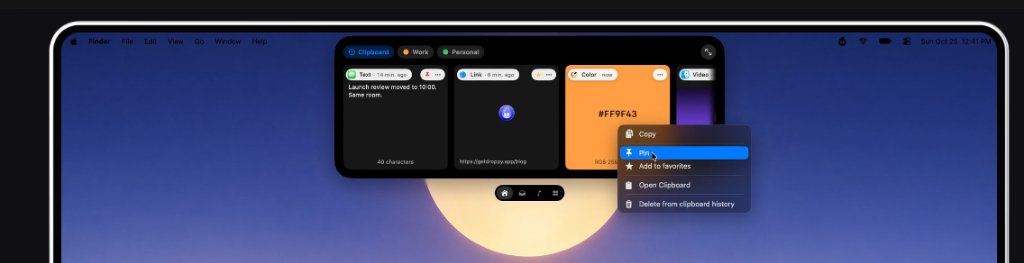 Finder File Edit View Go Window Help
Sun Oct 25 12:41 PM
Clipboard Work Personal
Text · 14 min. ago
Launch review moved to 10:00.
Same room.
40 characters
Link · 6 min. ago
https://getdroppy.app/blog
Color · now
#FF9F43
RGB
Video
Copy
Pin
Add to favorites
Open Clipboard
Delete from clipboard history